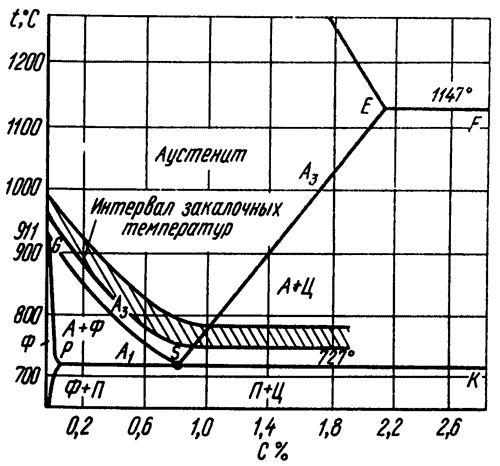 t,°C
1200
1100
1000
911
900
800
Ф
700
E
1147°
F
Аустенит
A₃
Интервал закалочных
температур
G
А+Ц
A₃
А+Ф
P
A₁
S
727°
K
Ф+П
П+Ц
0,2 0,6 1,0 1,4 1,8 2,2 2,6
C %